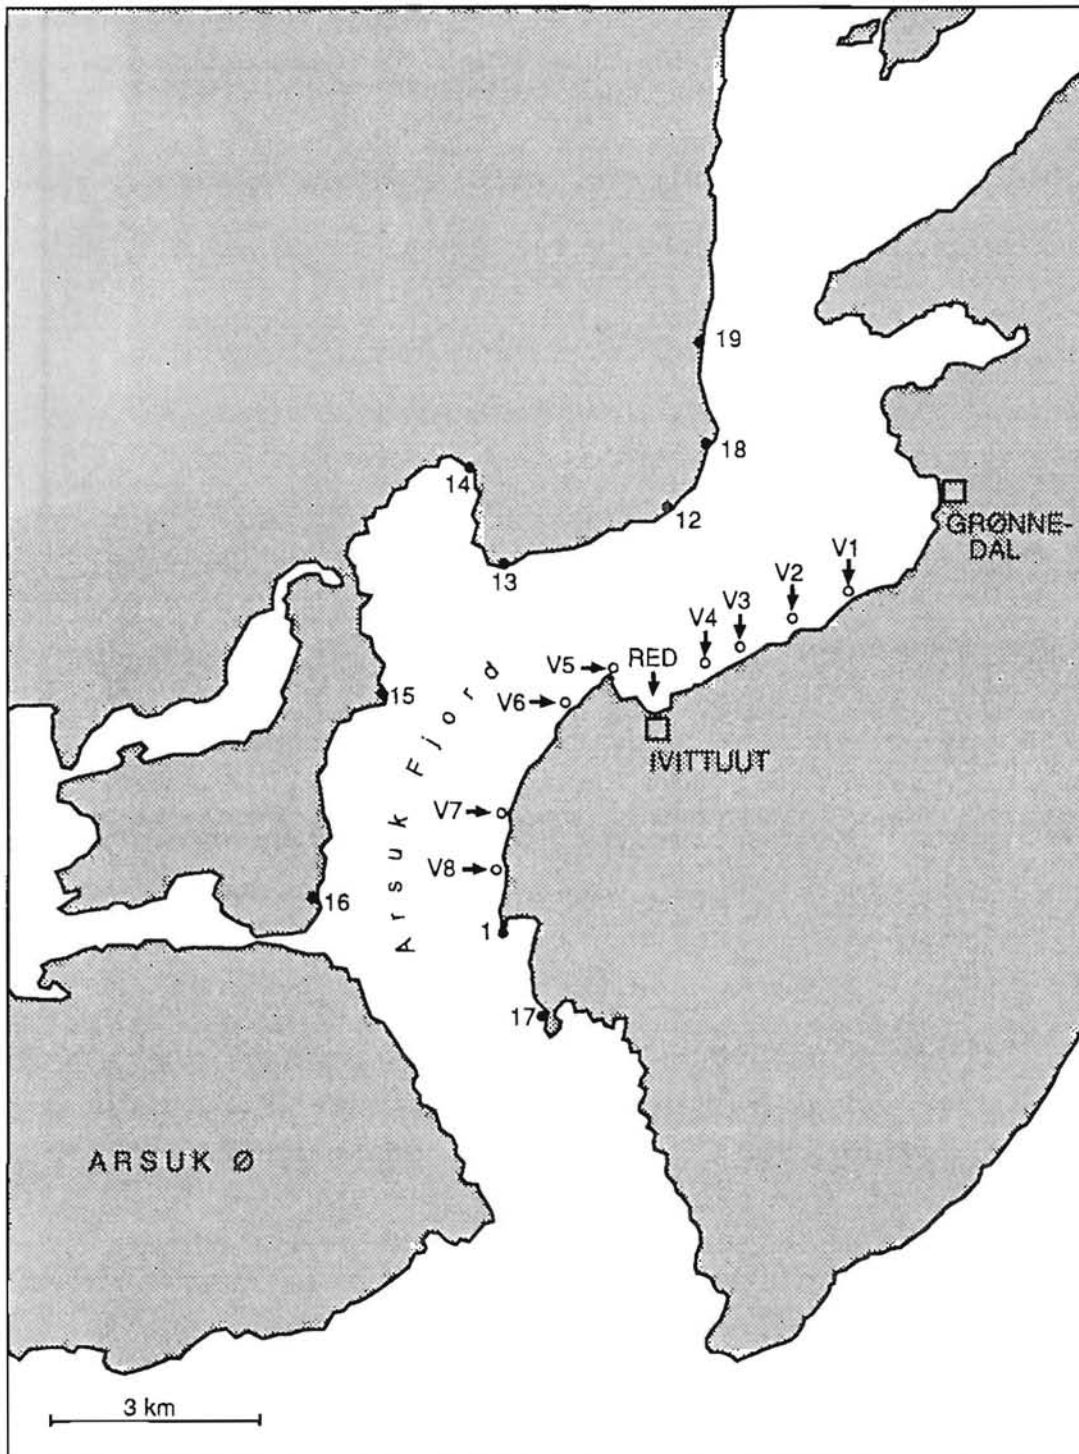 19
18
14
12
GRØNNE-
DAL
13
V1
V2
V3
V4
RED
V5
V6
15
IVITTUUT
Arsuk Fjord
V7
V8
16
1
17
ARSUK Ø
3 km